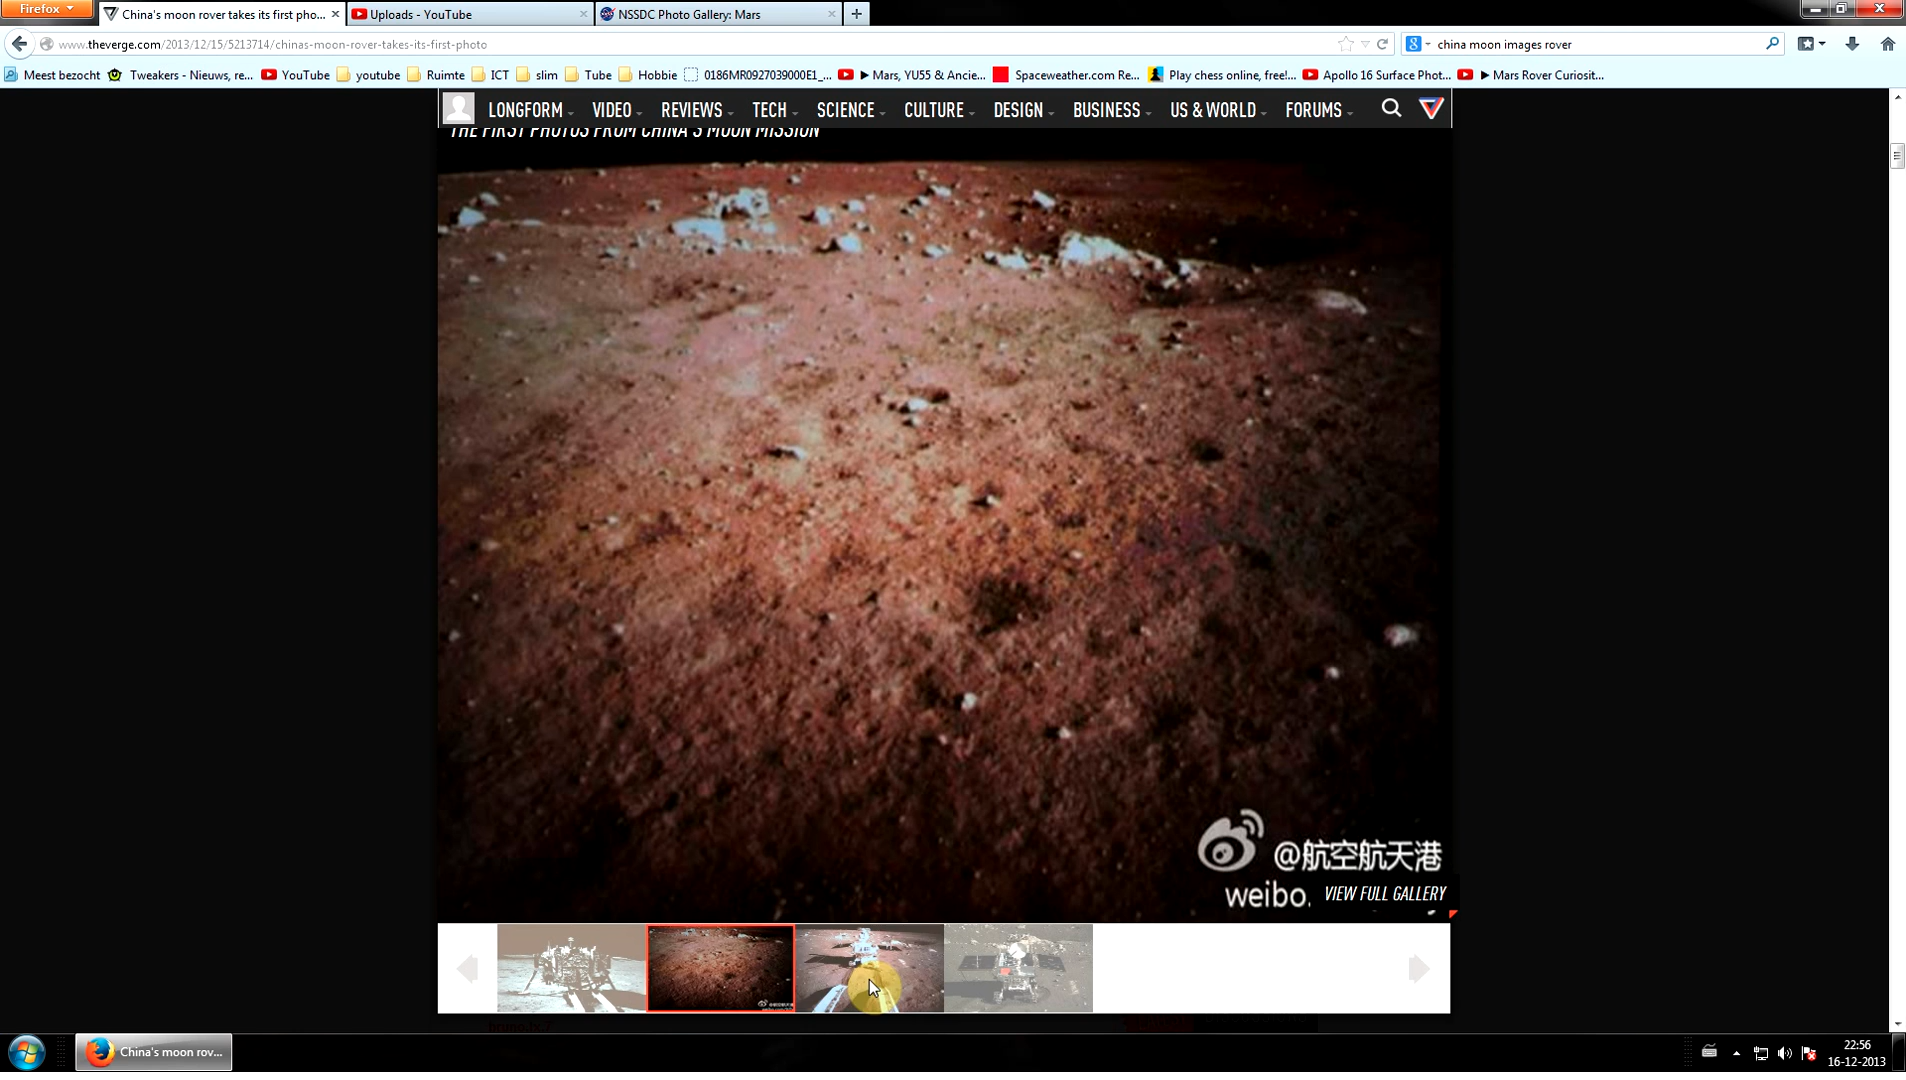 Firefox
China's moon rover takes its first pho...
Uploads - YouTube
NSSDC Photo Gallery: Mars
www.theverge.com/2013/12/15/5213714/chinas-moon-rover-takes-its-first-photo
china moon images rover
Meest bezocht
Tweakers - Nieuws, re...
YouTube
youtube
Ruimte
ICT
slim
Tube
Hobbie
0186MR0927039000E1_...
► Mars, YU55 & Ancie...
Spaceweather.com Re...
Play chess online, free!...
Apollo 16 Surface Phot...
► Mars Rover Curiosit...
LONGFORM
VIDEO
REVIEWS
TECH
SCIENCE
CULTURE
DESIGN
BUSINESS
US & WORLD
FORUMS
THE FIRST PHOTOS FROM CHINA'S MOON MISSION
@航空航天港
weibo.
VIEW FULL GALLERY
China's moon rov...
22:56
16-12-2013